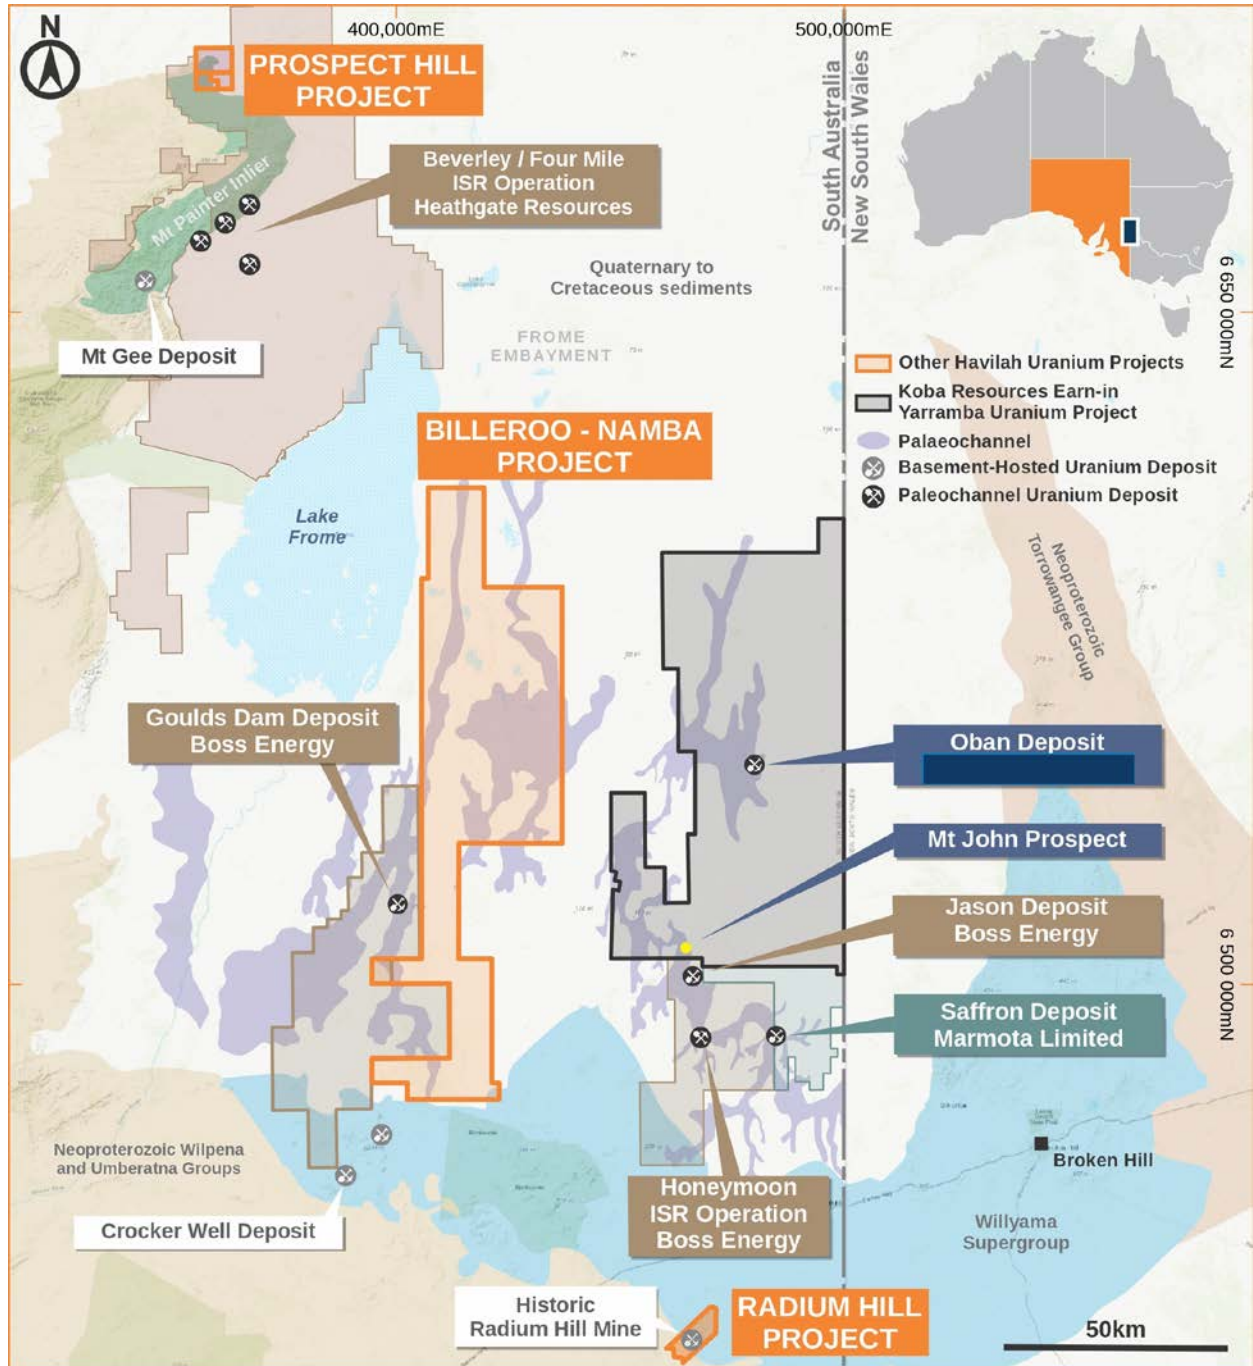 N
400,000mE
500,000mE
PROSPECT HILL
PROJECT
South Australia
New South Wales
Beverley / Four Mile
ISR Operation
Heathgate Resources
Mt Painter Inlier
Quaternary to
Cretaceous sediments
6 650 000mN
FROME
EMBAYMENT
Mt Gee Deposit
Other Havilah Uranium Projects
Koba Resources Earn-in
Yarramba Uranium Project
Palaeochannel
Basement-Hosted Uranium Deposit
Paleochannel Uranium Deposit
BILLEROO - NAMBA
PROJECT
Lake
Frome
Neoproterozoic
Torrowangee Group
Goulds Dam Deposit
Boss Energy
Oban Deposit
Mt John Prospect
Jason Deposit
Boss Energy
6 500 000mN
Saffron Deposit
Marmota Limited
Neoproterozoic Wilpena
and Umberatna Groups
Broken Hill
Crocker Well Deposit
Honeymoon
ISR Operation
Boss Energy
Willyama
Supergroup
Historic
Radium Hill Mine
RADIUM HILL
PROJECT
50km